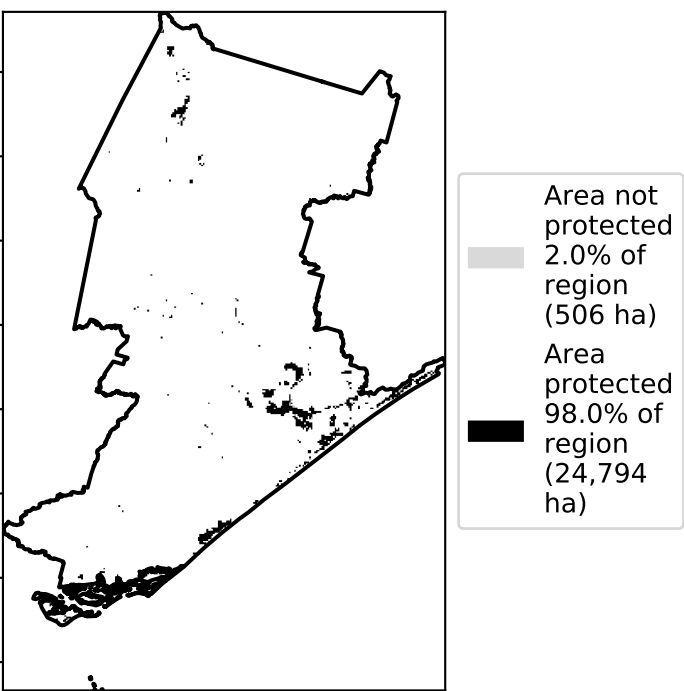 Area not
protected
2.0% of
region
(506 ha)
Area
protected
98.0% of
region
(24,794
ha)